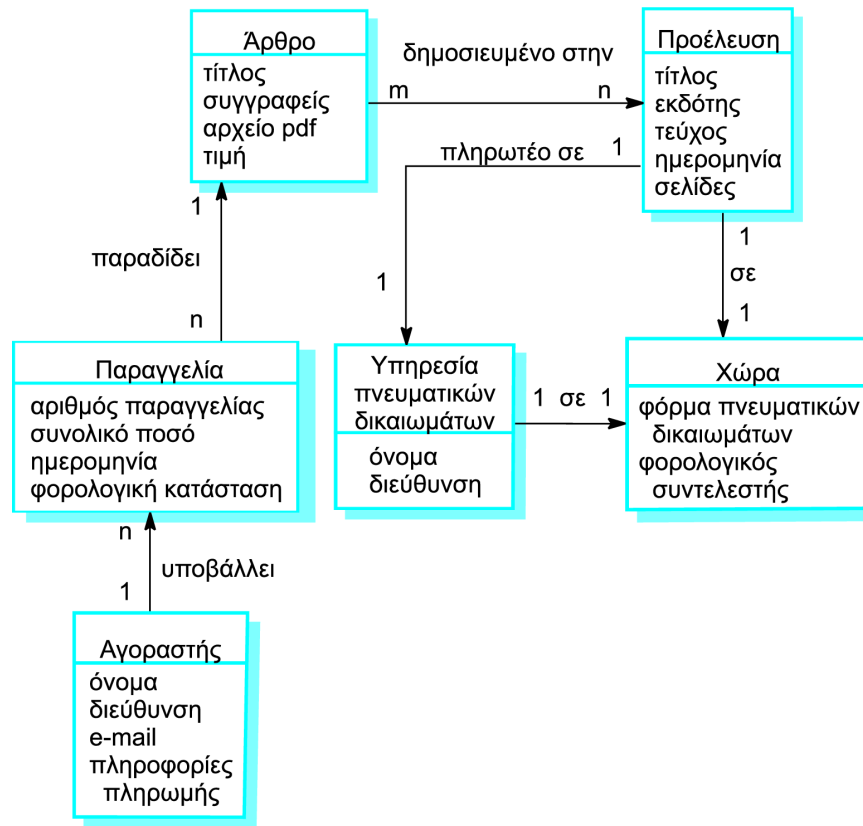 Άρθρο
τίτλος
συγγραφείς
αρχείο pdf
τιμή
δημοσιευμένο στην
m n
Προέλευση
τίτλος
εκδότης
τεύχος
ημερομηνία
σελίδες
πληρωτέο σε 1
1
1
παραδίδει
n
1
σε
1
Παραγγελία
αριθμός παραγγελίας
συνολικό ποσό
ημερομηνία
φορολογική κατάσταση
Υπηρεσία
πνευματικών
δικαιωμάτων
όνομα
διεύθυνση
1 σε 1
Χώρα
φόρμα πνευματικών
δικαιωμάτων
φορολογικός
συντελεστής
n
υποβάλλει
1
Αγοραστής
όνομα
διεύθυνση
e-mail
πληροφορίες
πληρωμής